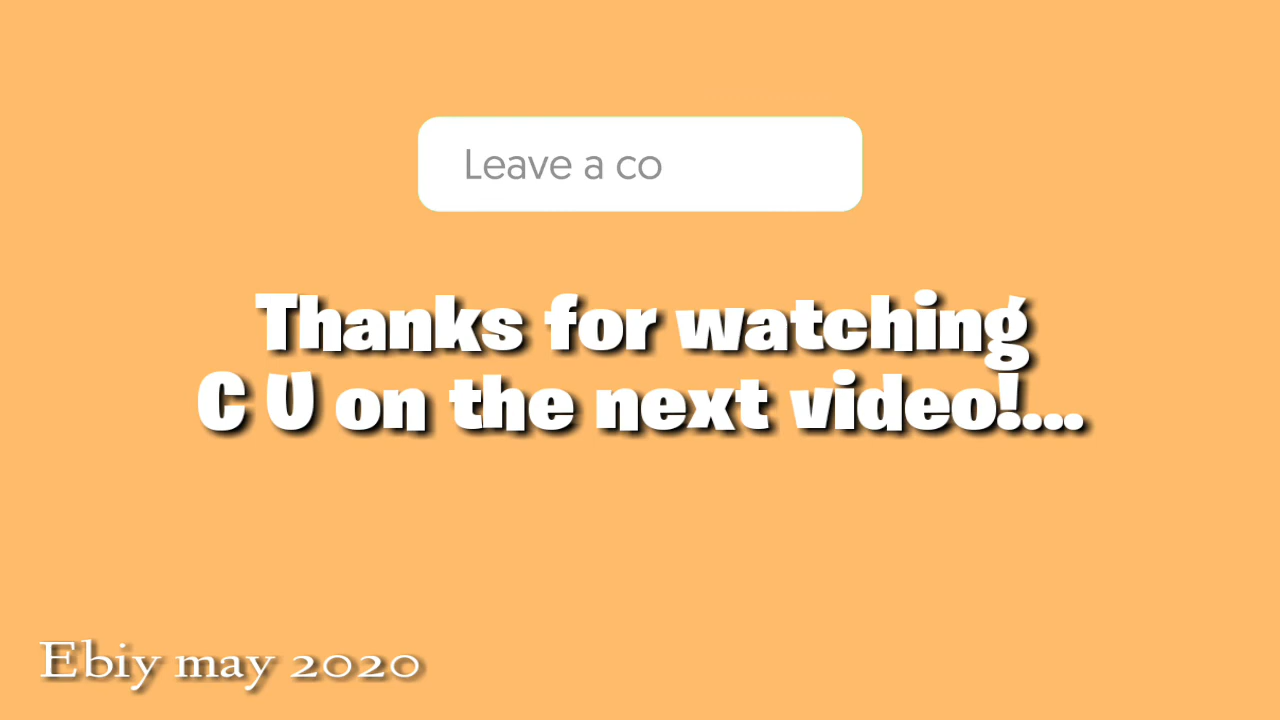 Leave a co
Thanks for watching
C U on the next video!....
Ebiy may 2020